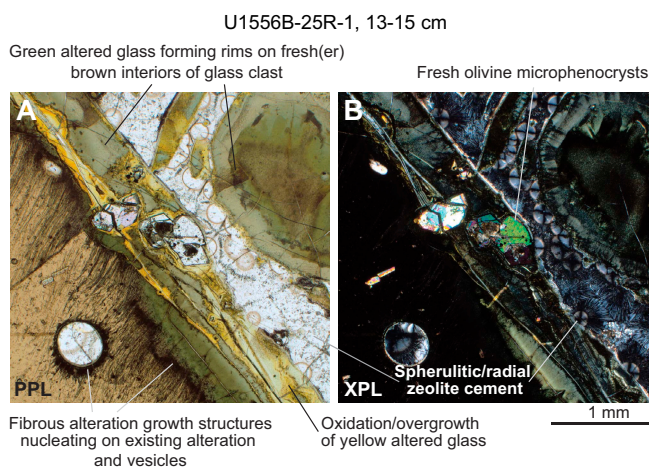 U1556B-25R-1, 13-15 cm
Green altered glass forming rims on fresh(er)
brown interiors of glass clast
Fresh olivine microphenocrysts
A
B
PPL
XPL
Spherulitic/radial
zeolite cement
1 mm
Fibrous alteration growth structures
nucleating on existing alteration
and vesicles
Oxidation/overgrowth
of yellow altered glass